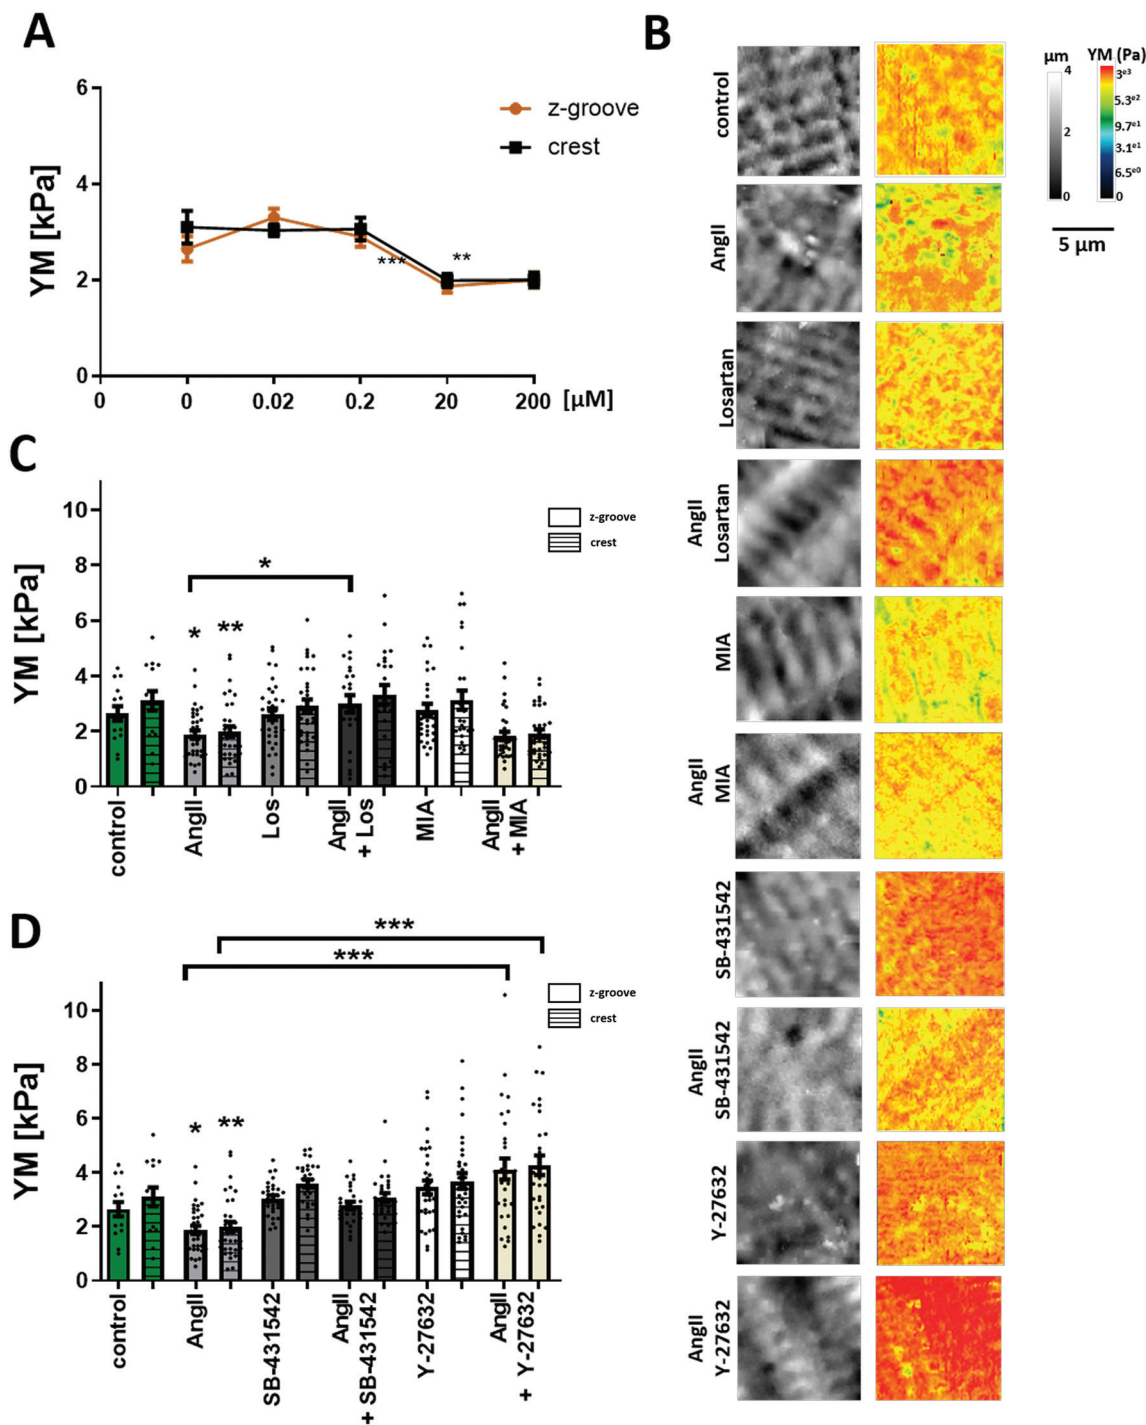 A
YM [kPa]
6
4
2
0
z-groove
crest
***
**
0
0
0.02
0.2
20
200
[µM]
B
control
AngII
Losartan
AngII
Losartan
MIA
AngII
MIA
SB-431542
AngII
SB-431542
Y-27632
AngII
Y-27632
µm
4
2
0
YM (Pa)
3e3
5.3e2
9.7e1
3.1e1
6.5e0
0
5 µm
C
YM [kPa]
10
8
6
4
2
0
z-groove
crest
*
*
**
control
AngII
Los
AngII
+ Los
MIA
AngII
+ MIA
D
YM [kPa]
10
8
6
4
2
0
***
***
z-groove
crest
*
**
control
AngII
SB-431542
AngII
+ SB-431542
Y-27632
AngII
+ Y-27632